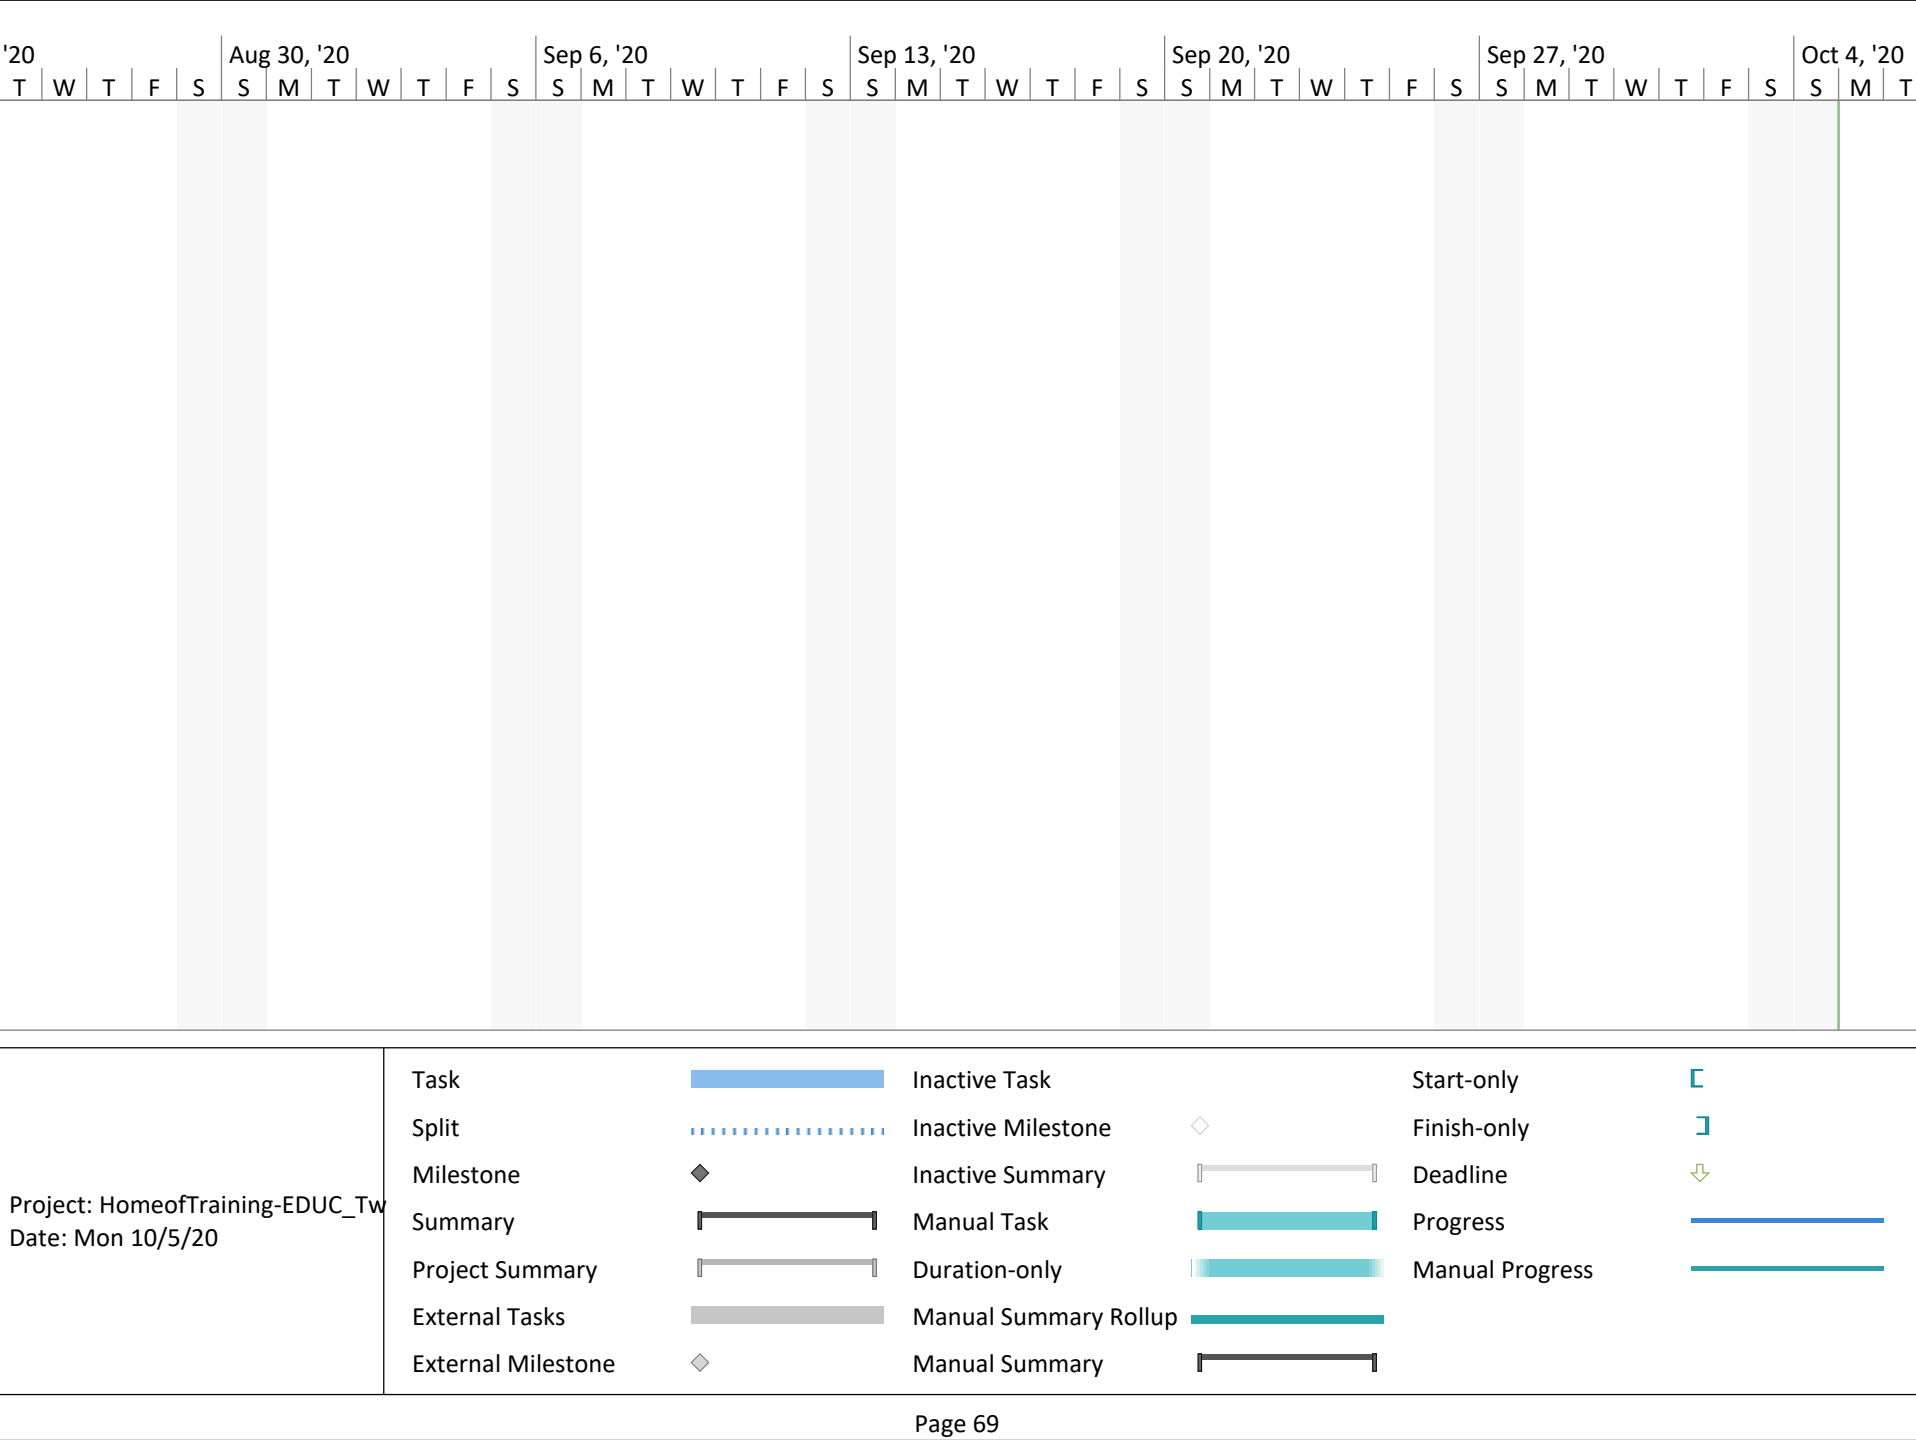 '20 Aug 30, '20 Sep 6, '20 Sep 13, '20 Sep 20, '20 Sep 27, '20 Oct 4, '20
T W T F S S M T W T F S S M T W T F S S M T W T F S S M T W T F S S M T W T F S S M T
Project: HomeofTraining-EDUC_Tw
Date: Mon 10/5/20
Task
Split
Milestone
Summary
Project Summary
External Tasks
External Milestone
Inactive Task
Inactive Milestone
Inactive Summary
Manual Task
Duration-only
Manual Summary Rollup
Manual Summary
Start-only
Finish-only
Deadline
Progress
Manual Progress
Page 69